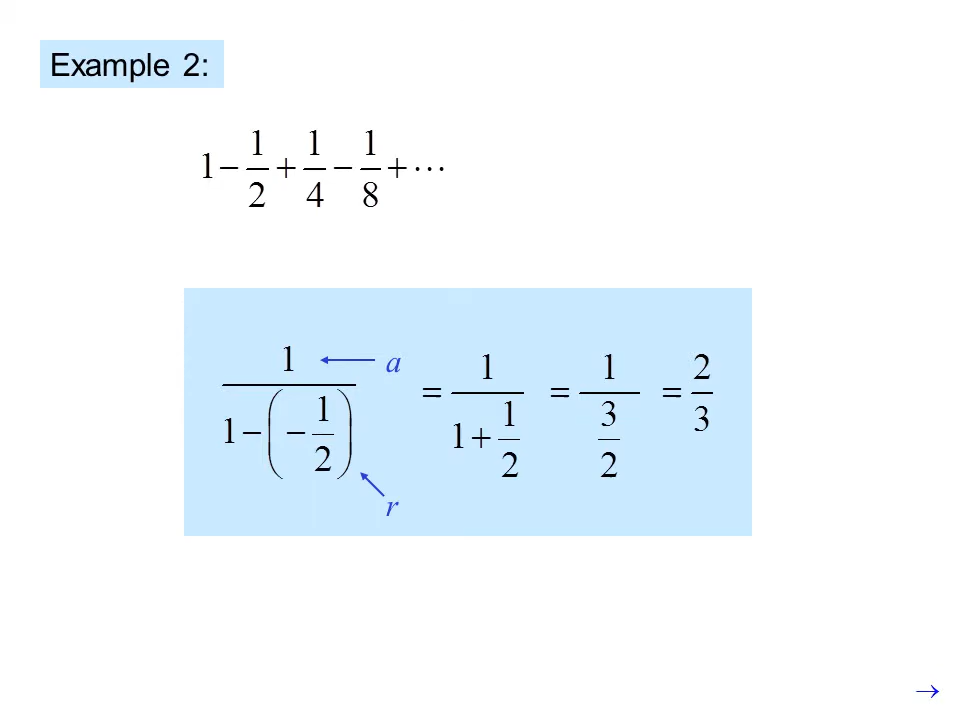 Example 2:
1 − 1/2 + 1/4 − 1/8 + ⋯
1/(1 − (−1/2)) = 1/(1 + 1/2) = 1/(3/2) = 2/3
a
r
→